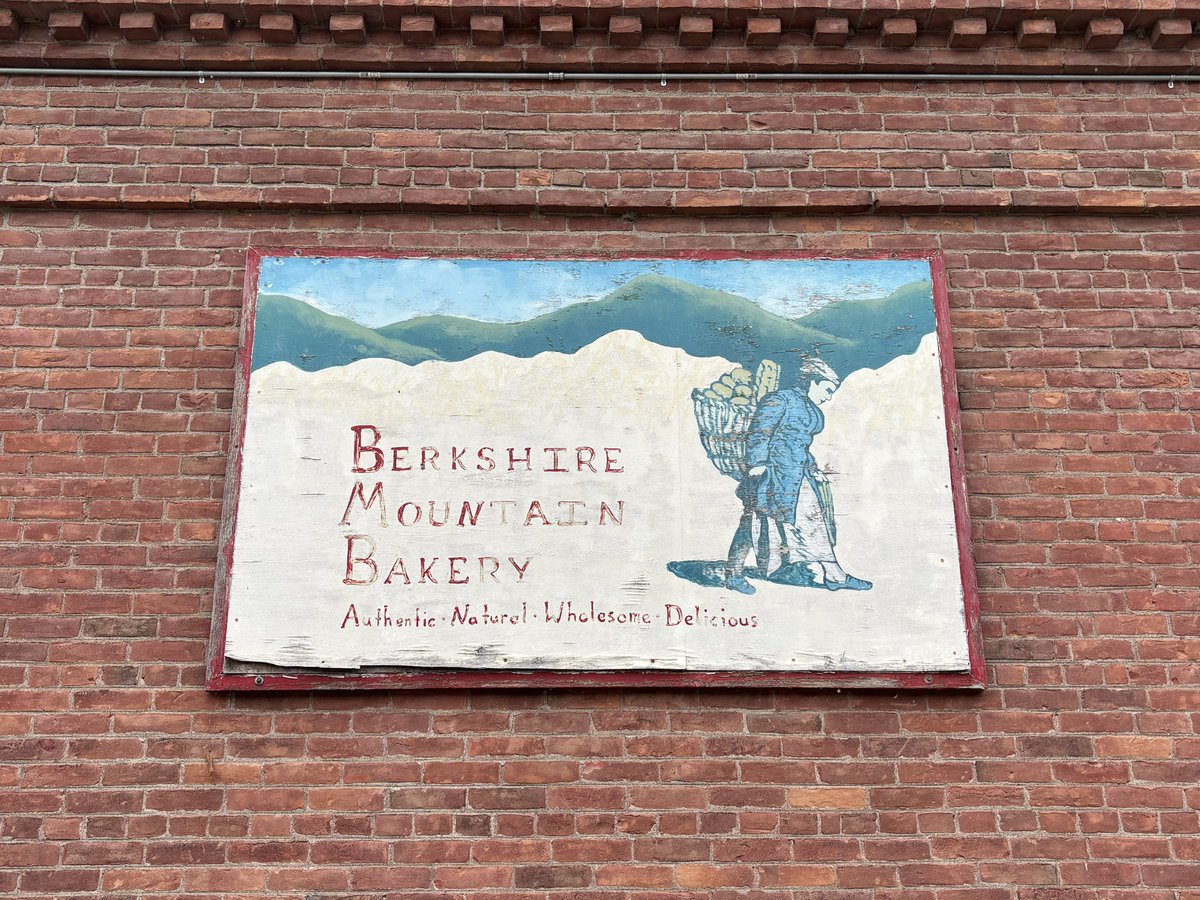 BERKSHIRE
MOUNTAIN
BAKERY
Authentic · Natural · Wholesome · Delicious